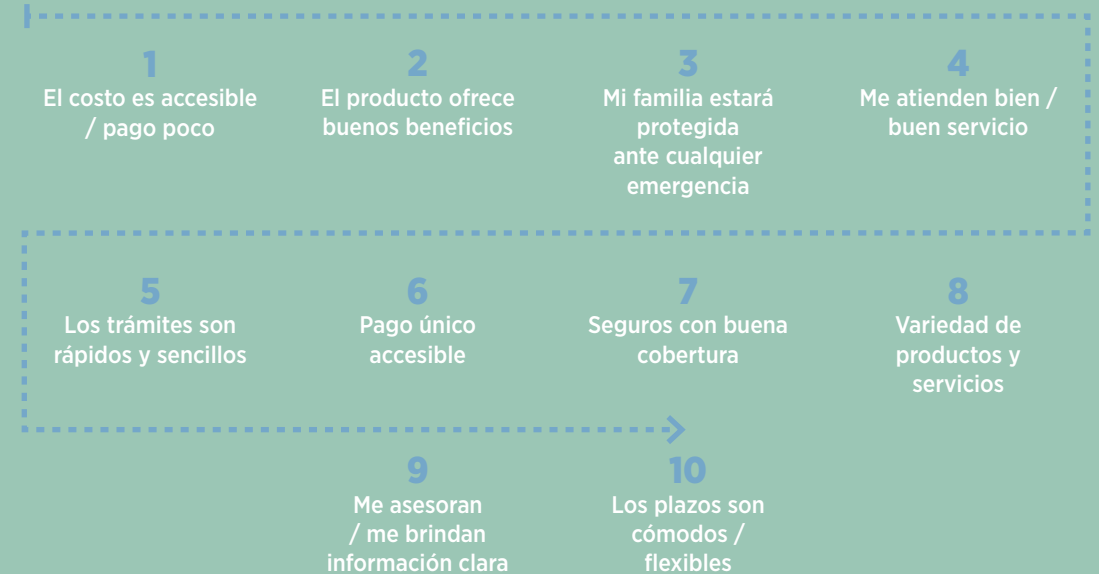 1
El costo es accesible
/ pago poco
2
El producto ofrece
buenos beneficios
3
Mi familia estará
protegida
ante cualquier
emergencia
4
Me atienden bien /
buen servicio
5
Los trámites son
rápidos y sencillos
6
Pago único
accesible
7
Seguros con buena
cobertura
8
Variedad de
productos y
servicios
9
Me asesoran
/ me brindan
información clara
10
Los plazos son
cómodos /
flexibles